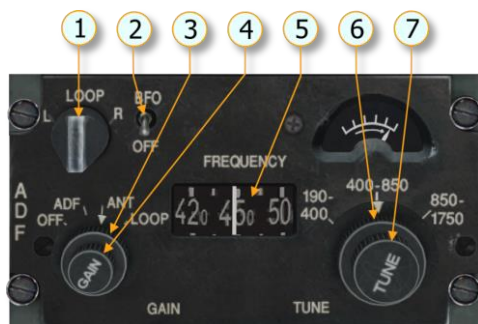 1 2 3 4 5 6 7
LOOP BFO
L R
OFF
FREQUENCY
ADF
ADF ANT
OFF LOOP
420 450 50
190-400
400-850
850-1750
GAIN
TUNE
GAIN TUNE